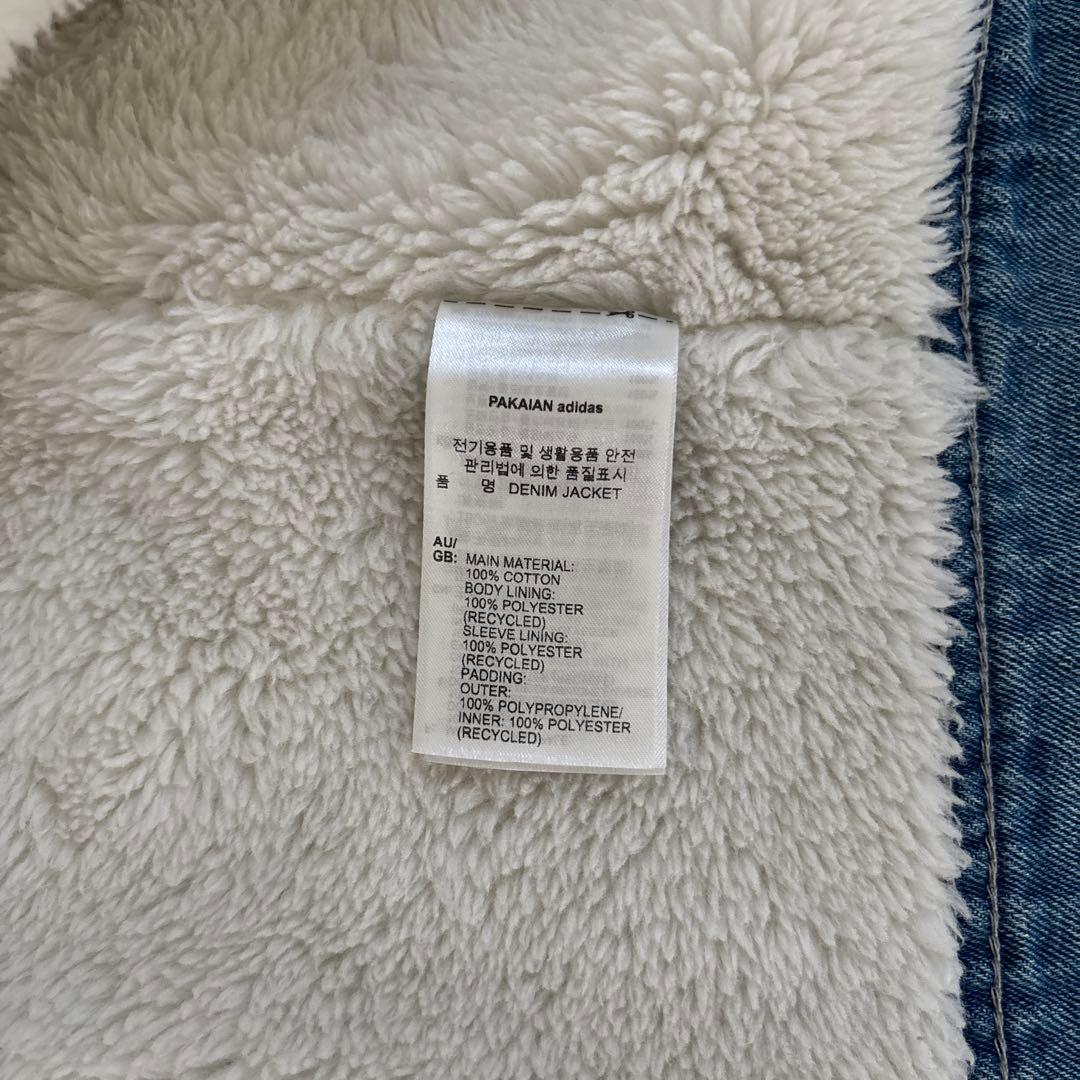 PAKAIAN adidas
전기용품 및 생활용품 안전
관리법에 의한 품질표시
품 명 DENIM JACKET
AU/
GB: MAIN MATERIAL:
100% COTTON
BODY LINING:
100% POLYESTER
(RECYCLED)
SLEEVE LINING:
100% POLYESTER
(RECYCLED)
PADDING:
OUTER:
100% POLYPROPYLENE/
INNER: 100% POLYESTER
(RECYCLED)